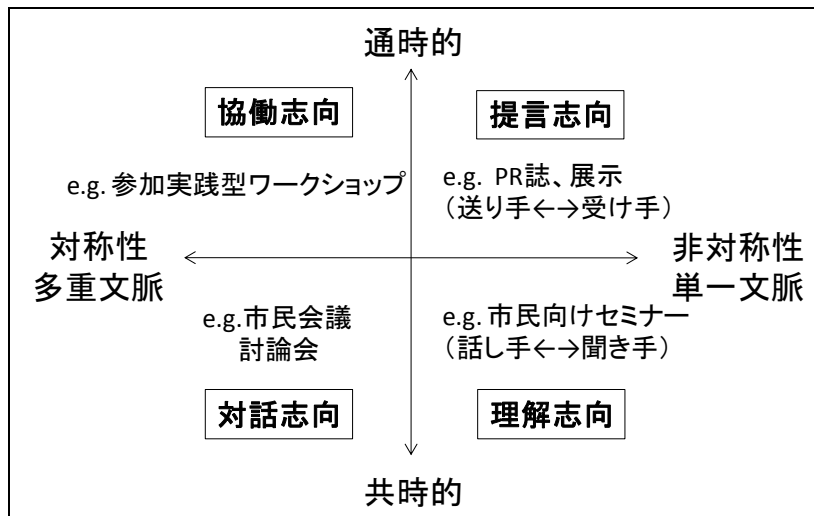 通時的
協働志向
提言志向
e.g. 参加実践型ワークショップ
e.g. PR誌、展示
（送り手←→受け手）
対称性
多重文脈
非対称性
単一文脈
e.g.市民会議
討論会
e.g. 市民向けセミナー
（話し手←→聞き手）
対話志向
理解志向
共時的